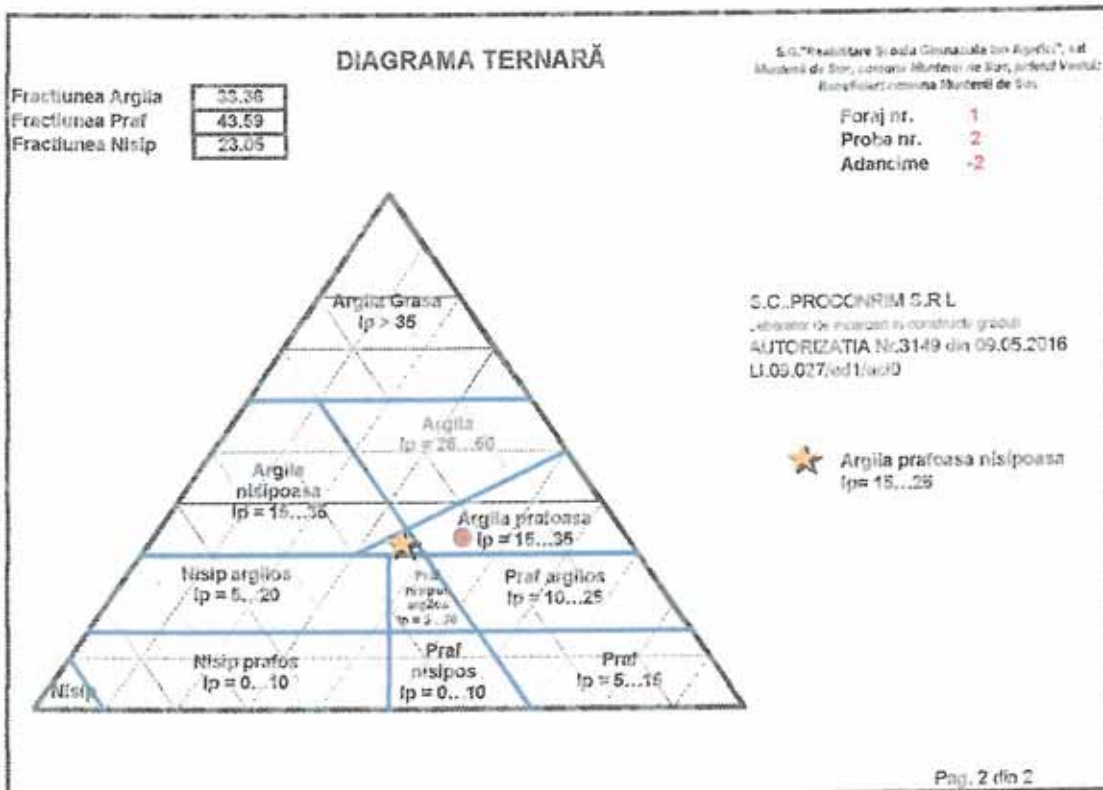 DIAGRAMA TERNARĂ
Fractiunea Argila 33.36
Fractiunea Praf 43.59
Fractiunea Nisip 23.05
Foraj nr. 1
Proba nr. 2
Adancime -2
Argila Grasa
Ip > 35
S.C..PROCONRIM S.R L
AUTORIZATIA Nr.3149 din 09.05.2016
Argila
Argila prafoasa nisipoasa
Ip= 15...25
Argila
nisipoasa
Ip = 15...35
Argila prafoasa
Ip = 15...35
Nisip argilos
Ip = 5...20
Praf argilos
Ip = 10...25
Nisip prafos
Ip = 0...10
Praf
nisipos
Ip = 0...10
Praf
Ip = 5...15
Nisip
Pag. 2 din 2